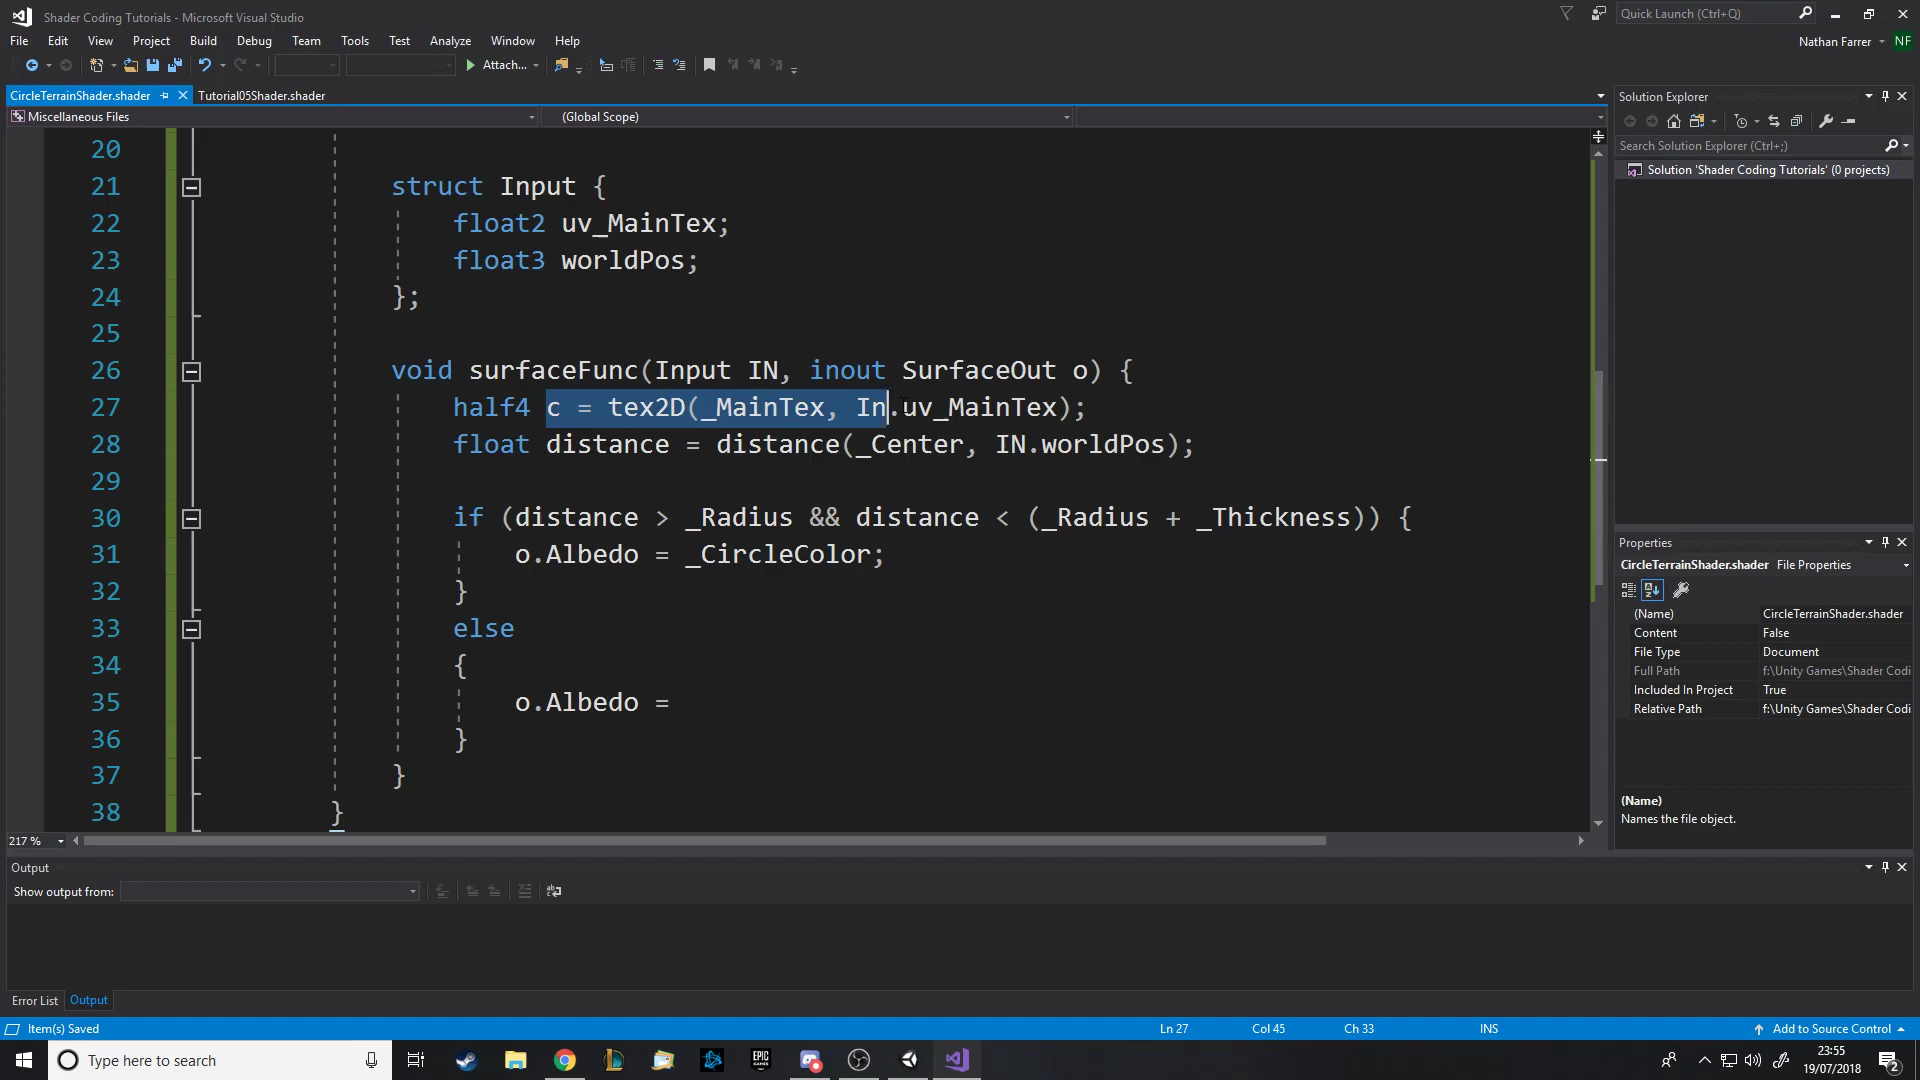 Shader Coding Tutorials - Microsoft Visual Studio
Quick Launch (Ctrl+Q)
File Edit View Project Build Debug Team Tools Test Analyze Window Help
Nathan Farrer NF
Attach...
CircleTerrainShader.shader Tutorial05Shader.shader
Miscellaneous Files (Global Scope)
20
21 struct Input {
22 float2 uv_MainTex;
23 float3 worldPos;
24 };
25
26 void surfaceFunc(Input IN, inout SurfaceOut o) {
27 half4 c = tex2D(_MainTex, In.uv_MainTex);
28 float distance = distance(_Center, IN.worldPos);
29
30 if (distance > _Radius && distance < (_Radius + _Thickness)) {
31 o.Albedo = _CircleColor;
32 }
33 else
34 {
35 o.Albedo =
36 }
37 }
38 }
217 %
Solution Explorer
Search Solution Explorer (Ctrl+;)
Solution 'Shader Coding Tutorials' (0 projects)
Properties
CircleTerrainShader.shader File Properties
(Name) CircleTerrainShader.shader
Content False
File Type Document
Full Path f:\Unity Games\Shader Codi
Included In Project True
Relative Path f:\Unity Games\Shader Codi
(Name)
Names the file object.
Output
Show output from:
Error List Output
Item(s) Saved Ln 27 Col 45 Ch 33 INS Add to Source Control
Type here to search
EPIC GAMES
23:55
19/07/2018
2